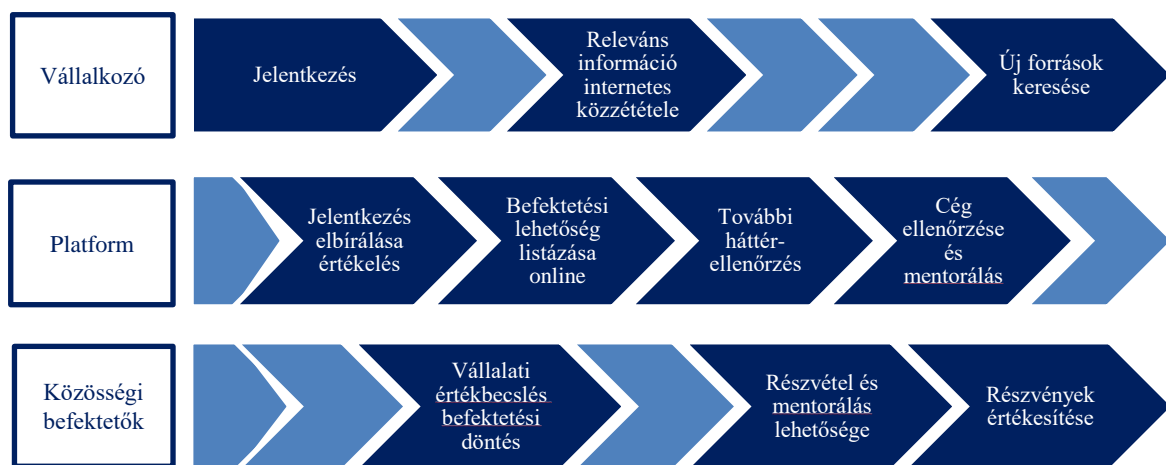 Vállalkozó
Jelentkezés
Releváns
információ
internetes
közzététele
Új források
keresése
Platform
Jelentkezés
elbírálása
értékelés
Befektetési
lehetőség
listázása
online
További
háttér-
ellenőrzés
Cég
ellenőrzése
és
mentorálás
Közösségi
befektetők
Vállalati
értékbecslés
befektetési
döntés
Részvétel és
mentorálás
lehetősége
Részvények
értékesítése